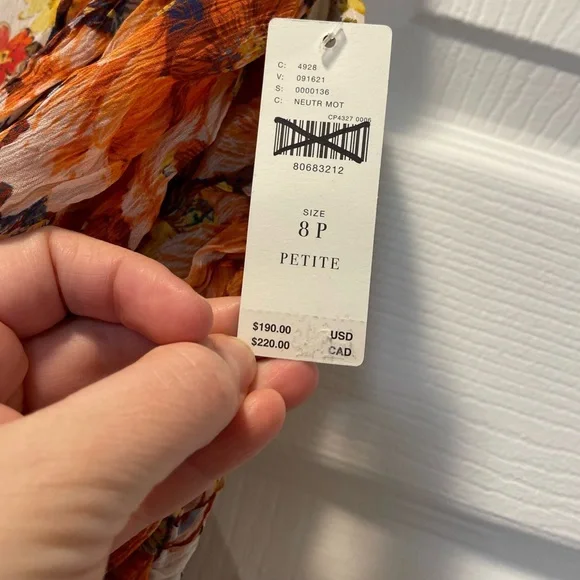 C: 4928
V: 091621
S: 0000136
C: NEUTR MOT
CP4327 0006
80683212
SIZE
8 P
PETITE
$190.00 USD
$220.00 CAD